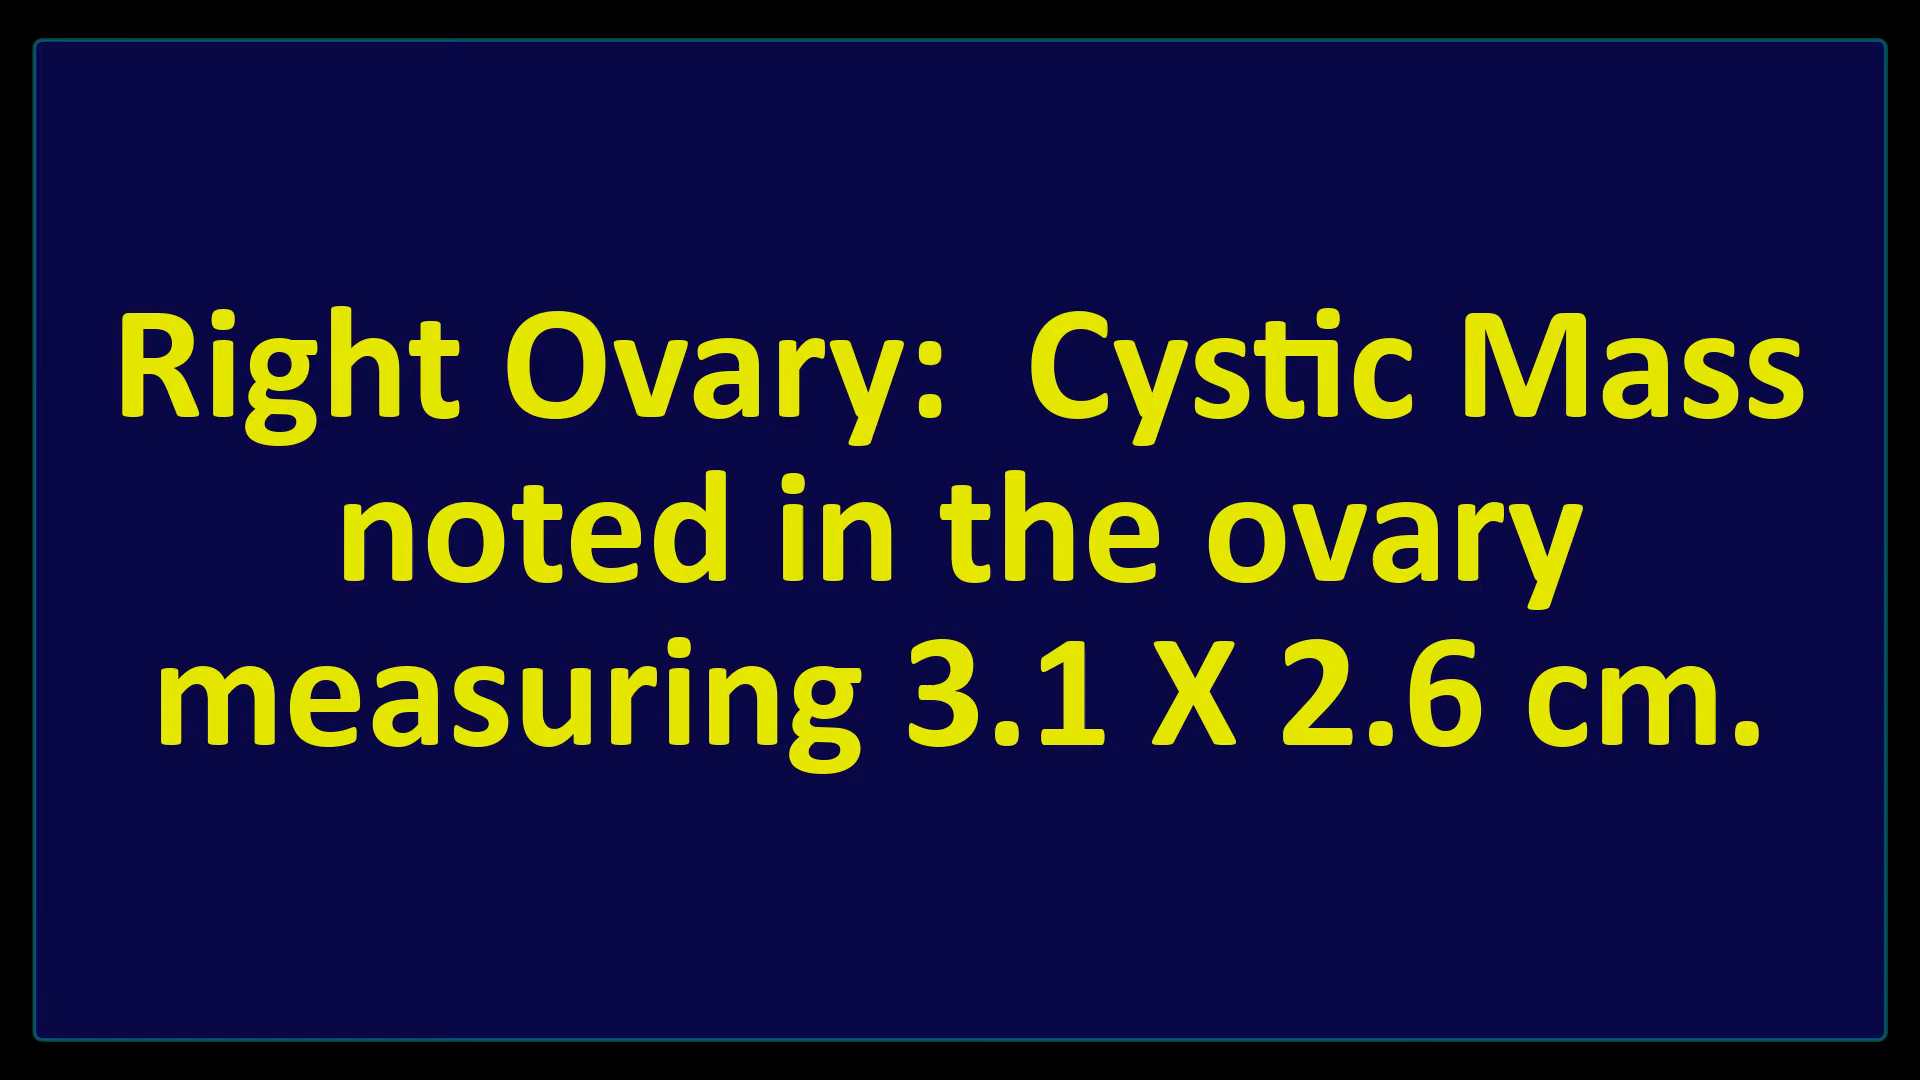 Right Ovary:  Cystic Mass
noted in the ovary
measuring 3.1 X 2.6 cm.